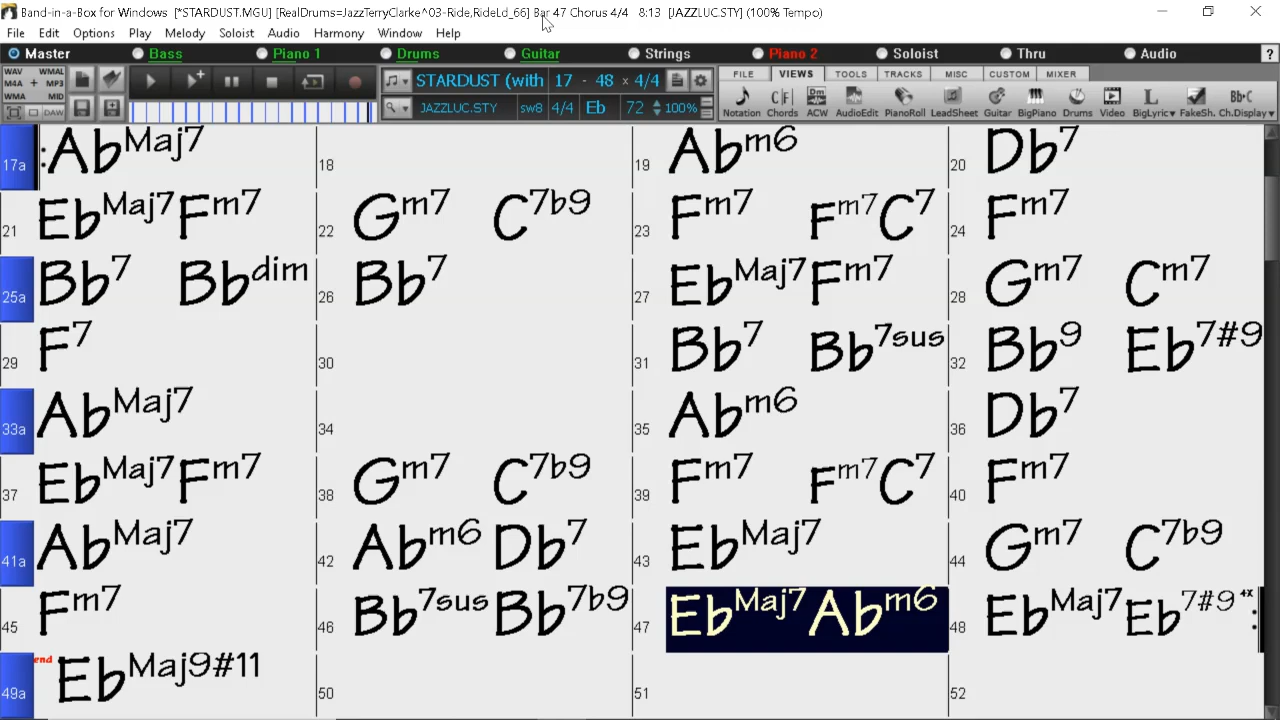 Band-in-a-Box for Windows [*STARDUST.MGU] [RealDrums=JazzTerryClarke^03-Ride,RideLd_66] Bar 47 Chorus 4/4 8:13 [JAZZLUC.STY] (100% Tempo)
File Edit Options Play Melody Soloist Audio Harmony Window Help
Master Bass Piano 1 Drums Guitar Strings Piano 2 Soloist Thru Audio ?
WAV WMAL
M4A + MP3
WMA MID
DAW
STARDUST (with 17 - 48 x 4/4
JAZZLUC.STY sw8 4/4 Eb 72 100%
FILE VIEWS TOOLS TRACKS MISC CUSTOM MIXER
Notation Chords ACW AudioEdit PianoRoll LeadSheet Guitar BigPiano Drums Video BigLyric FakeSh. Ch.Display
17a :AbMaj7 18 19 Abm6 20 Db7
21 EbMaj7 Fm7 22 Gm7 C7b9 23 Fm7 Fm7 C7 24 Fm7
25a Bb7 Bbdim 26 Bb7 27 EbMaj7 Fm7 28 Gm7 Cm7
29 F7 30 31 Bb7 Bb7sus 32 Bb9 Eb7#9
33a AbMaj7 34 35 Abm6 36 Db7
37 EbMaj7 Fm7 38 Gm7 C7b9 39 Fm7 Fm7 C7 40 Fm7
41a AbMaj7 42 Abm6 Db7 43 EbMaj7 44 Gm7 C7b9
45 Fm7 46 Bb7sus Bb7b9 47 EbMaj7 Abm6 48 EbMaj7 Eb7#9 :
49a end EbMaj9#11 50 51 52